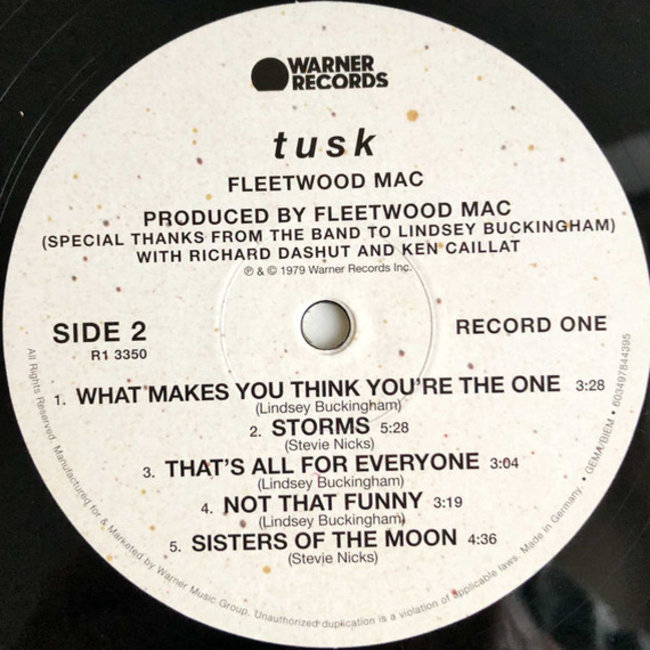 WARNER
RECORDS
tusk
FLEETWOOD MAC
PRODUCED BY FLEETWOOD MAC
(SPECIAL THANKS FROM THE BAND TO LINDSEY BUCKINGHAM)
WITH RICHARD DASHUT AND KEN CAILLAT
℗ & © 1979 Warner Records Inc.
SIDE 2
R1 3350
RECORD ONE
1. WHAT MAKES YOU THINK YOU'RE THE ONE 3:28
(Lindsey Buckingham)
2. STORMS 5:28
(Stevie Nicks)
3. THAT'S ALL FOR EVERYONE 3:04
(Lindsey Buckingham)
4. NOT THAT FUNNY 3:19
(Lindsey Buckingham)
5. SISTERS OF THE MOON 4:36
(Stevie Nicks)
All Rights Reserved. Manufactured for & Marketed by Warner Music Group. Unauthorized duplication is a violation of applicable laws. Made in Germany. • GEMA/BIEM • 603497844395